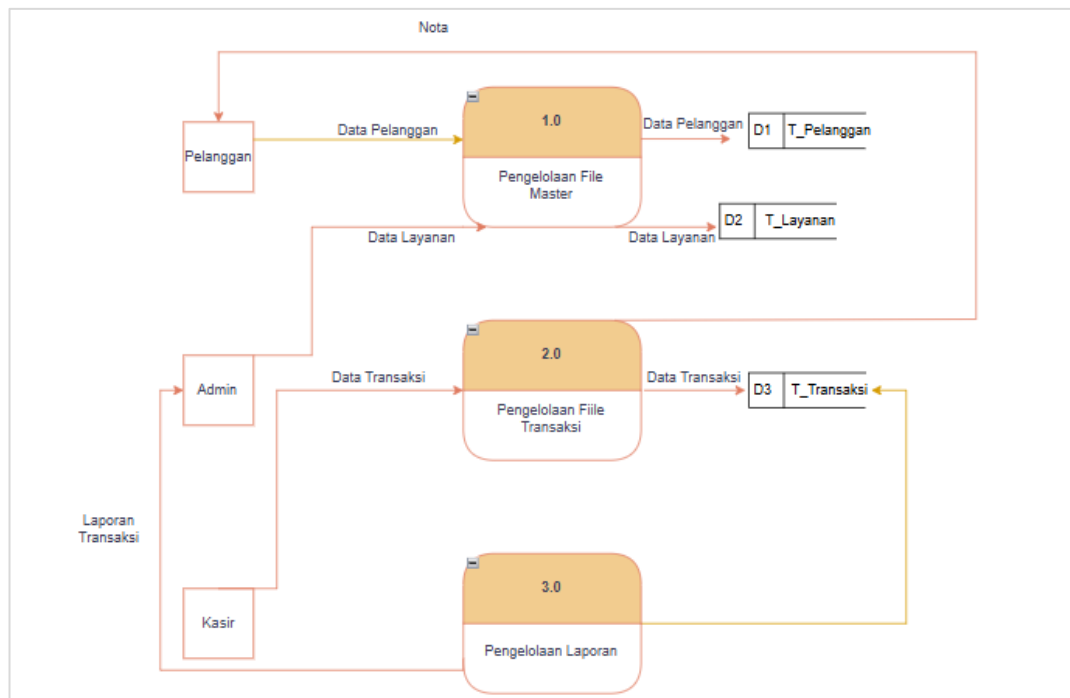 Nota
1.0
Data Pelanggan
Data Pelanggan
D1 T_Pelanggan
Pelanggan
Pengelolaan File
Master
D2 T_Layanan
Data Layanan
Data Layanan
2.0
Data Transaksi
Data Transaksi
Admin
D3 T_Transaksi
Pengelolaan Fiile
Transaksi
Laporan
Transaksi
3.0
Kasir
Pengelolaan Laporan